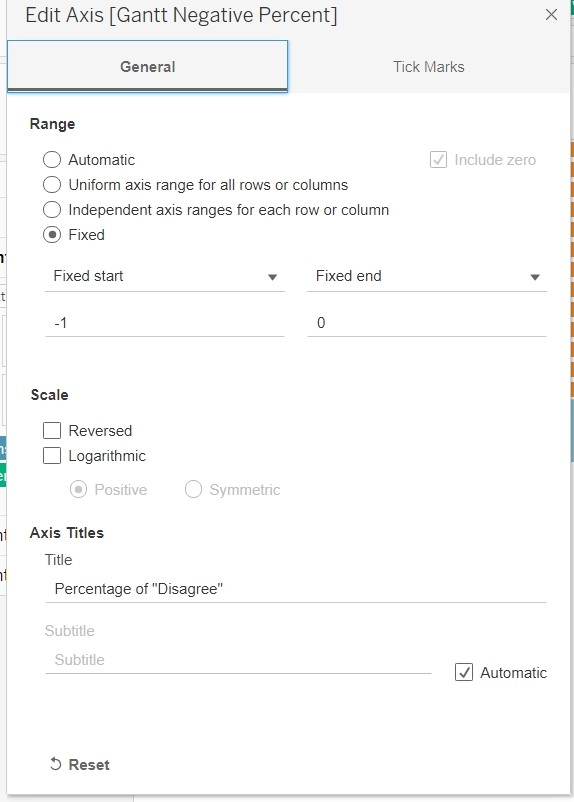 Edit Axis [Gantt Negative Percent]
General
Tick Marks
Range
Automatic
Include zero
Uniform axis range for all rows or columns
Independent axis ranges for each row or column
Fixed
Fixed start
Fixed end
-1
0
Scale
Reversed
Logarithmic
Positive
Symmetric
Axis Titles
Title
Percentage of "Disagree"
Subtitle
Subtitle
Automatic
Reset